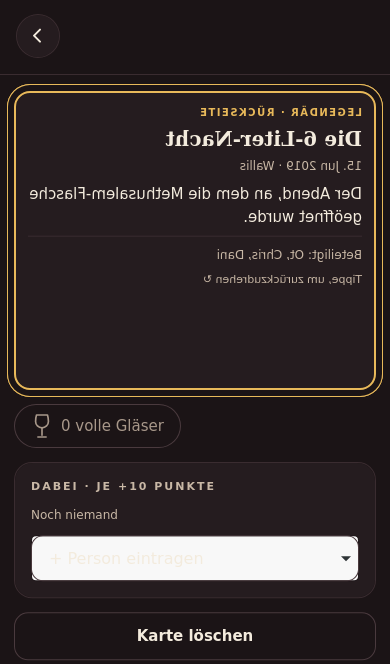 LEGENDÄR · RÜCKSEITE
Die 6-Liter-Nacht
15. Jun 2019 · Wallis
Der Abend, an dem die Methusalem-Flasche
geöffnet wurde.
Beteiligt: Ot, Chris, Dani
Tippe, um zurückzudrehen ↻
0 volle Gläser
DABEI · JE +10 PUNKTE
Noch niemand
+ Person eintragen
Karte löschen